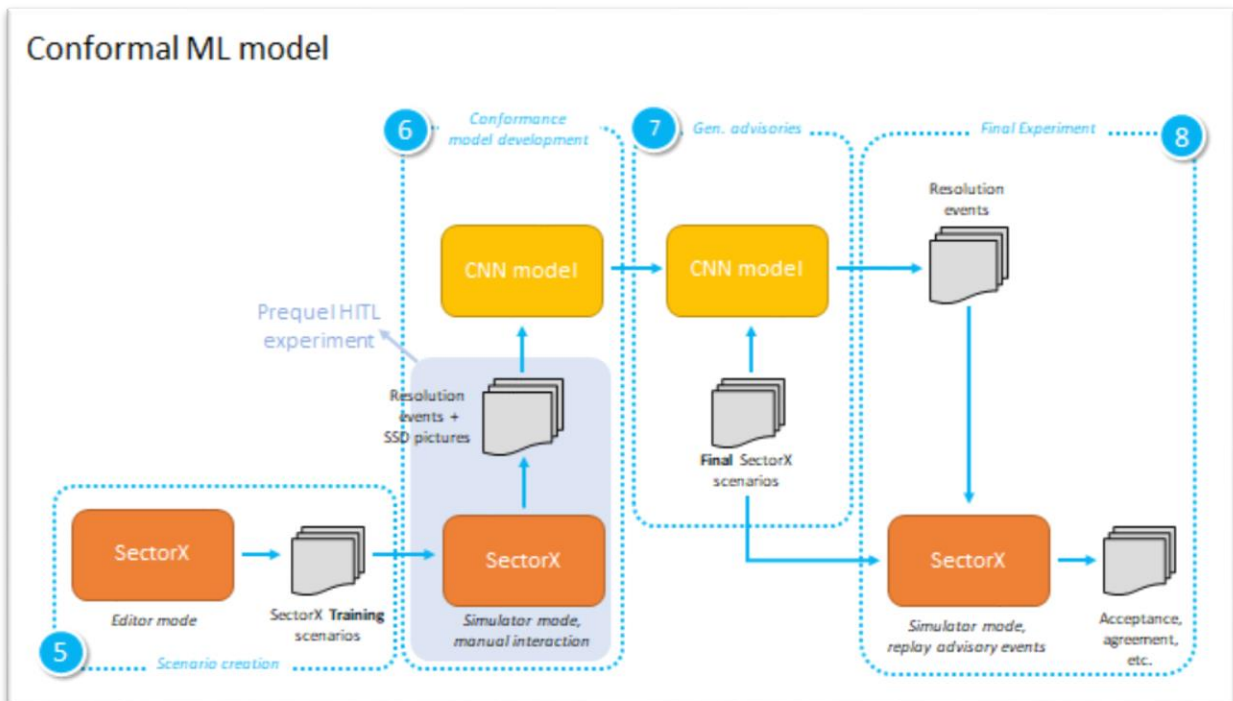 Conformal ML model
6
Conformance
model development
7
Gen. advisories
Final Experiment
8
Resolution
events
CNN model
CNN model
Prequel HITL
experiment
Resolution
events +
SSD pictures
Final SectorX
scenarios
SectorX
Editor mode
SectorX Training
scenarios
SectorX
Simulator mode,
manual interaction
SectorX
Simulator mode,
replay advisory events
Acceptance,
agreement,
etc.
5
Scenario creation